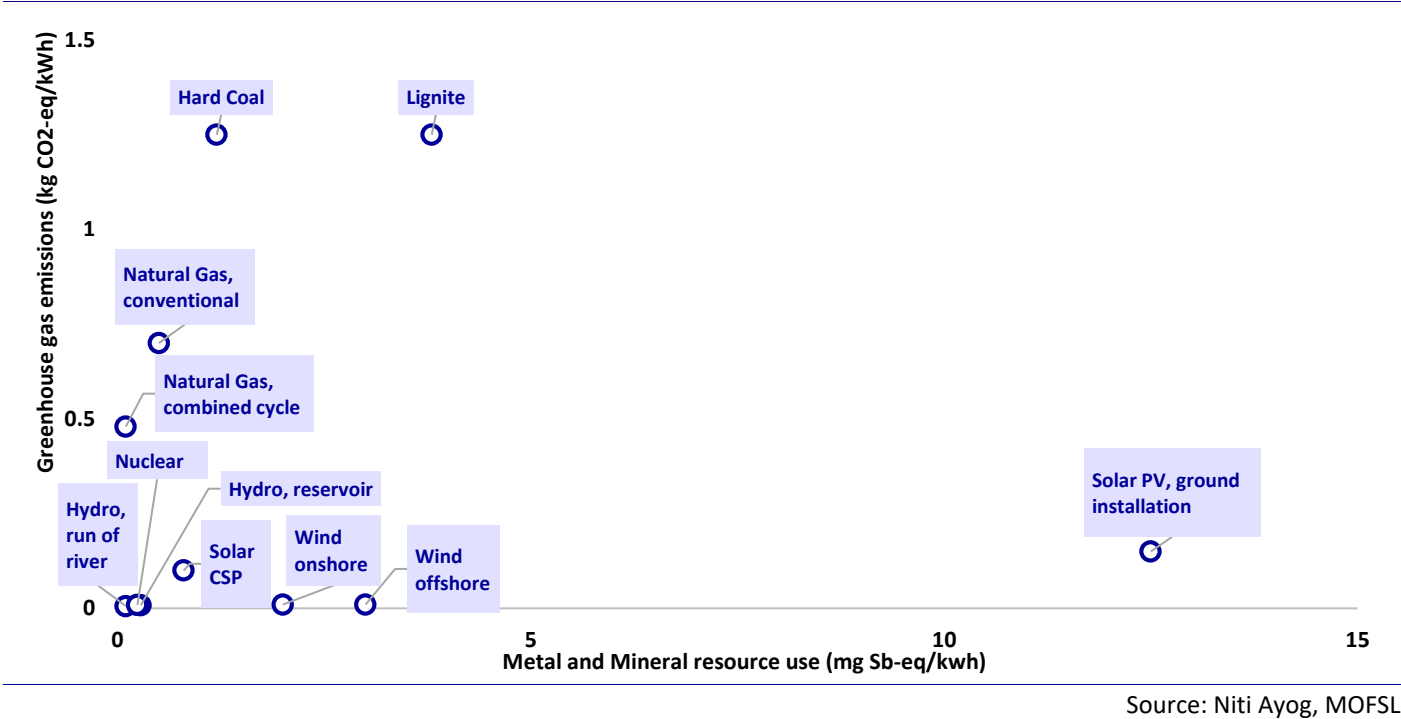 Greenhouse gas emissions (kg CO2-eq/kWh)
1.5
1
0.5
0
Hard Coal
Lignite
Natural Gas,
conventional
Natural Gas,
combined cycle
Nuclear
Hydro, reservoir
Hydro,
run of
river
Solar
CSP
Wind
onshore
Wind
offshore
Solar PV, ground
installation
0
5
10
15
Metal and Mineral resource use (mg Sb-eq/kwh)
Source: Niti Ayog, MOFSL